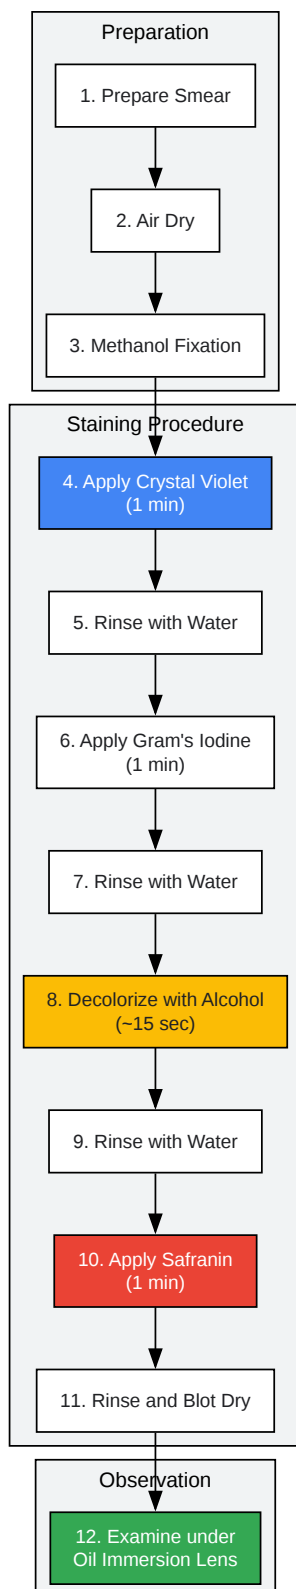 Preparation
1. Prepare Smear
2. Air Dry
3. Methanol Fixation
Staining Procedure
4. Apply Crystal Violet
(1 min)
5. Rinse with Water
6. Apply Gram's Iodine
(1 min)
7. Rinse with Water
8. Decolorize with Alcohol
(~15 sec)
9. Rinse with Water
10. Apply Safranin
(1 min)
11. Rinse and Blot Dry
Observation
12. Examine under
Oil Immersion Lens